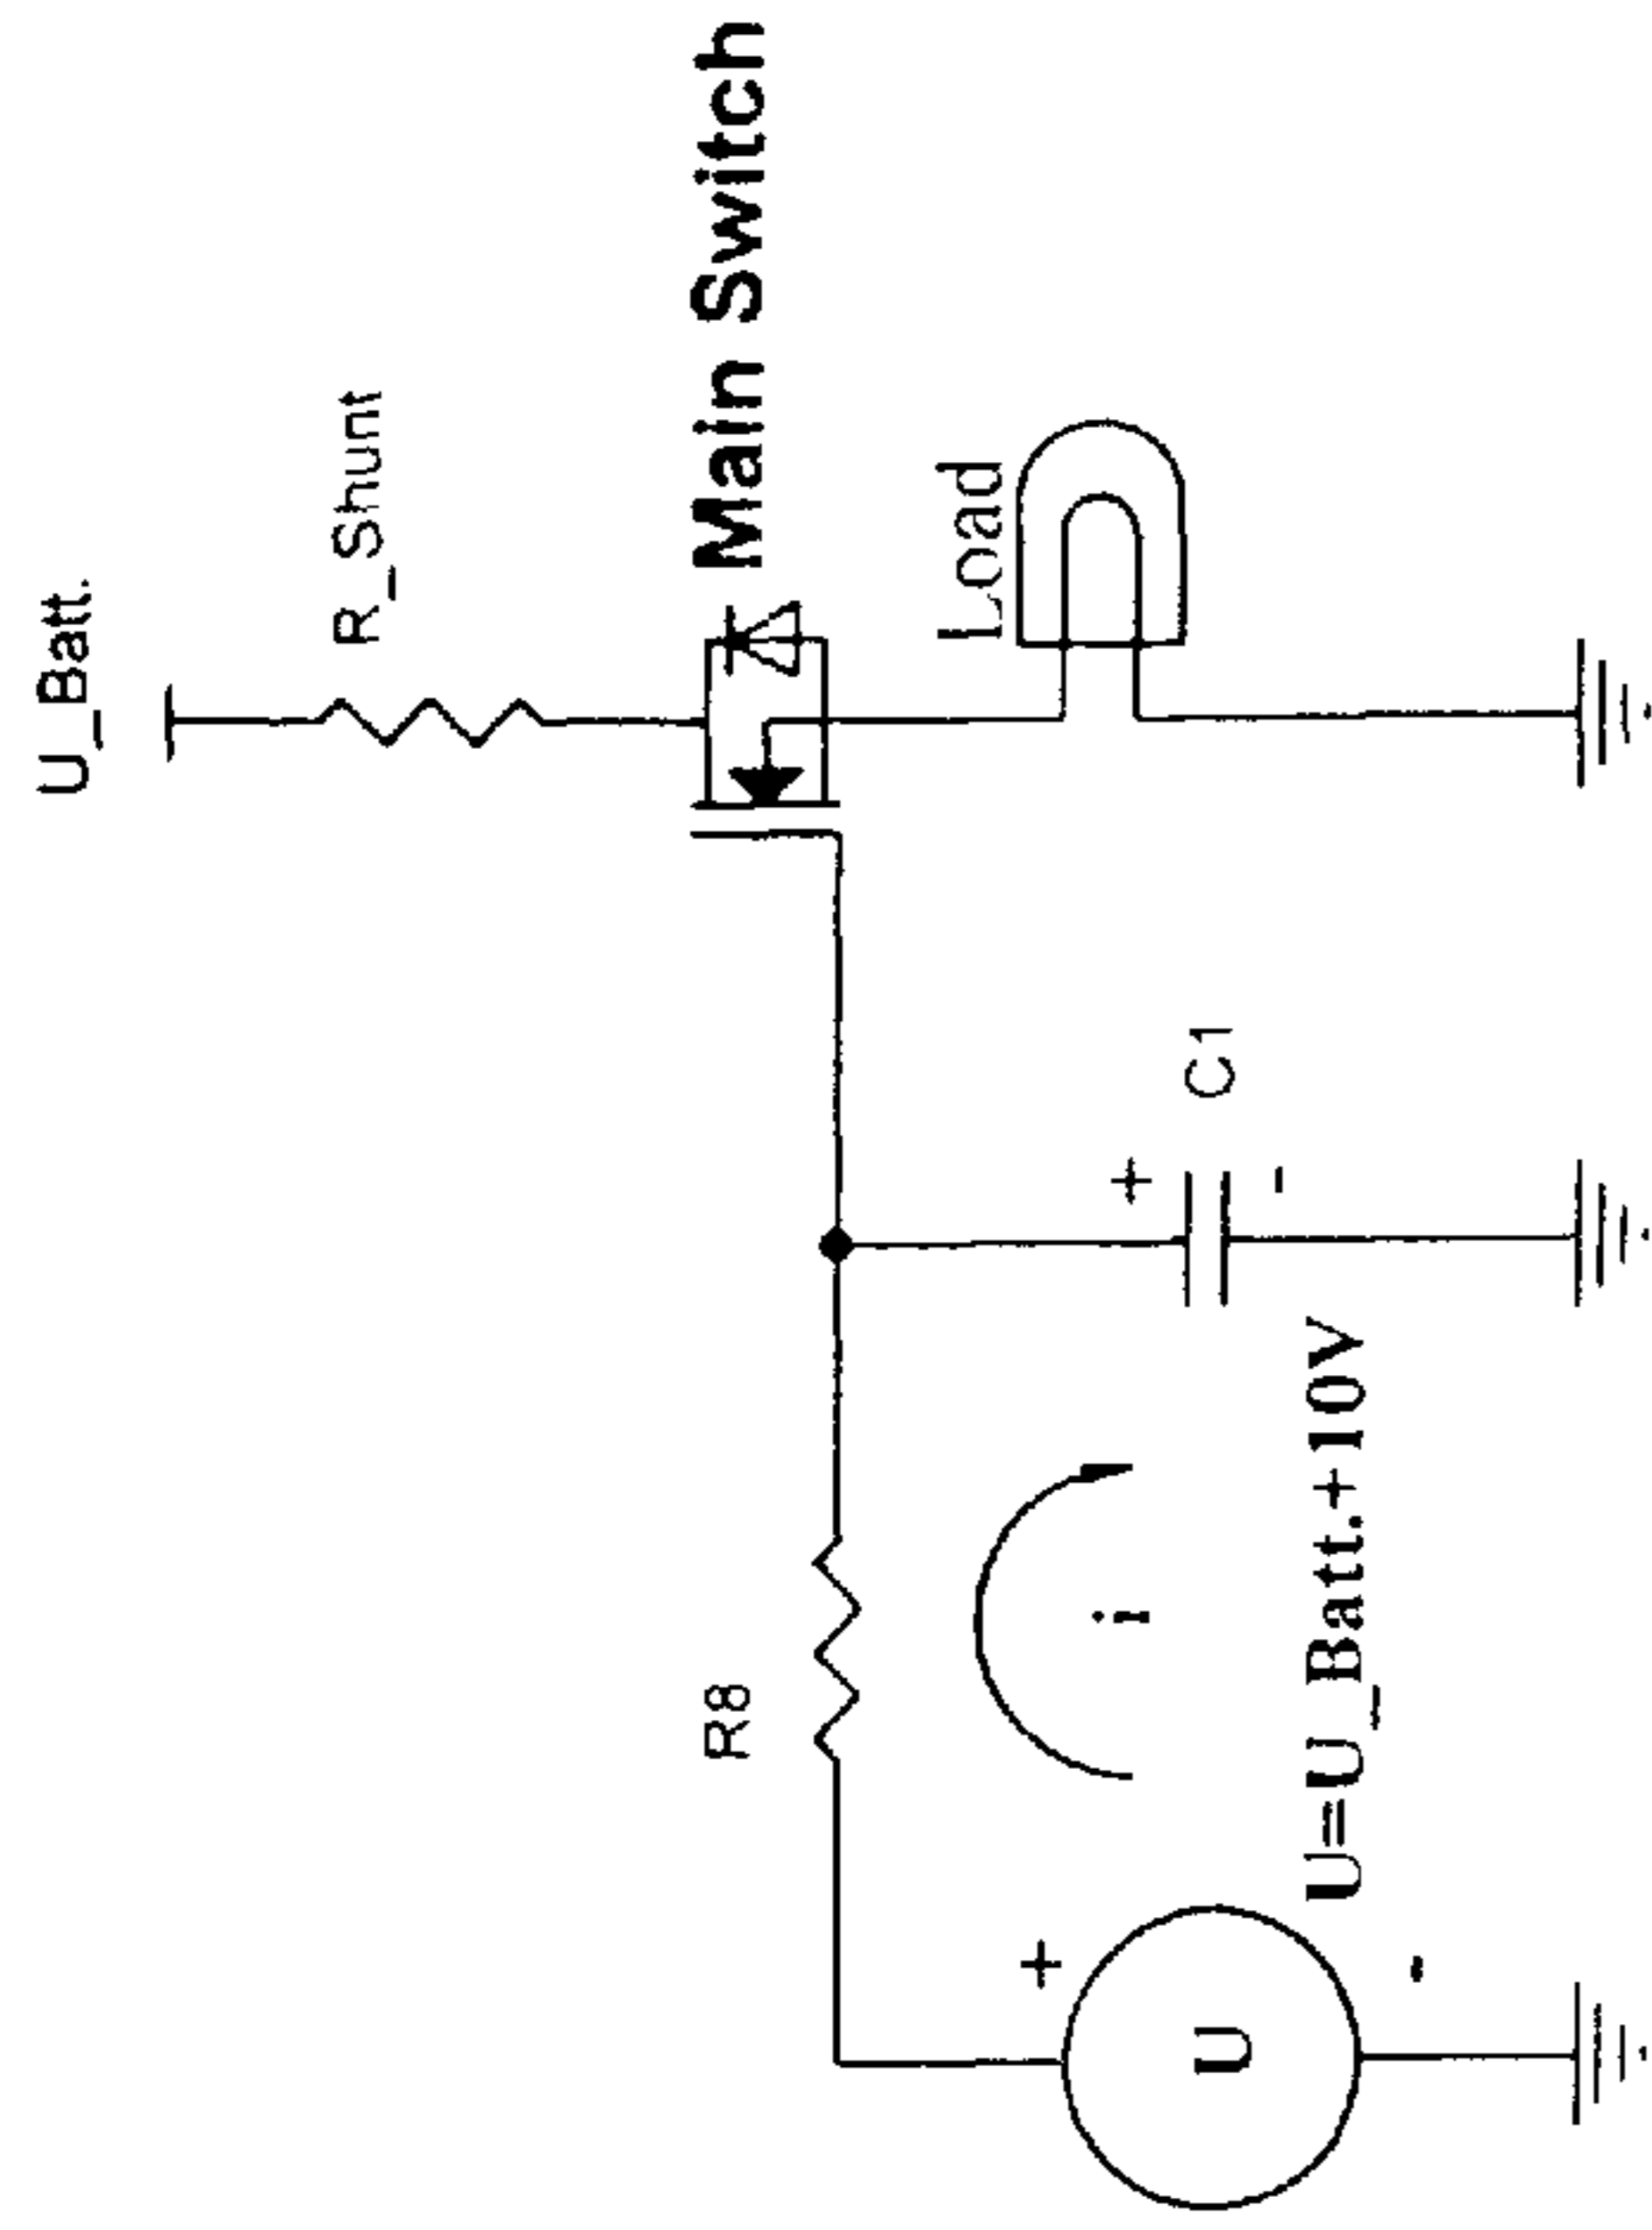 U_Batt.
R_Shunt
Main Switch
Load
C1
+
-
R8
i
U=U_Batt.+10V
+
U
-